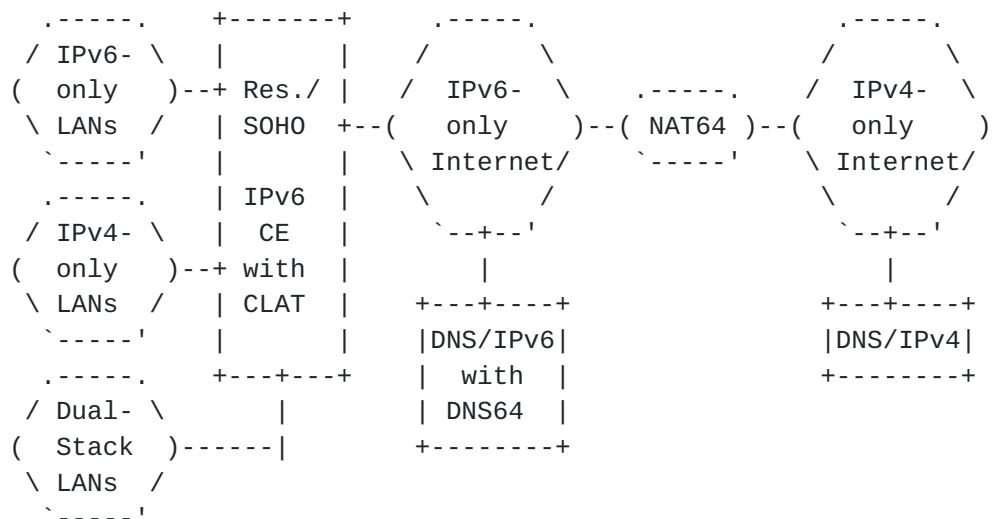 IPv6-
only
LANs
Res./
SOHO
IPv6
CE
with
CLAT
IPv6-
only
Internet
NAT64
IPv4-
only
Internet
IPv4-
only
LANs
DNS/IPv6
with
DNS64
DNS/IPv4
Dual-
Stack
LANs